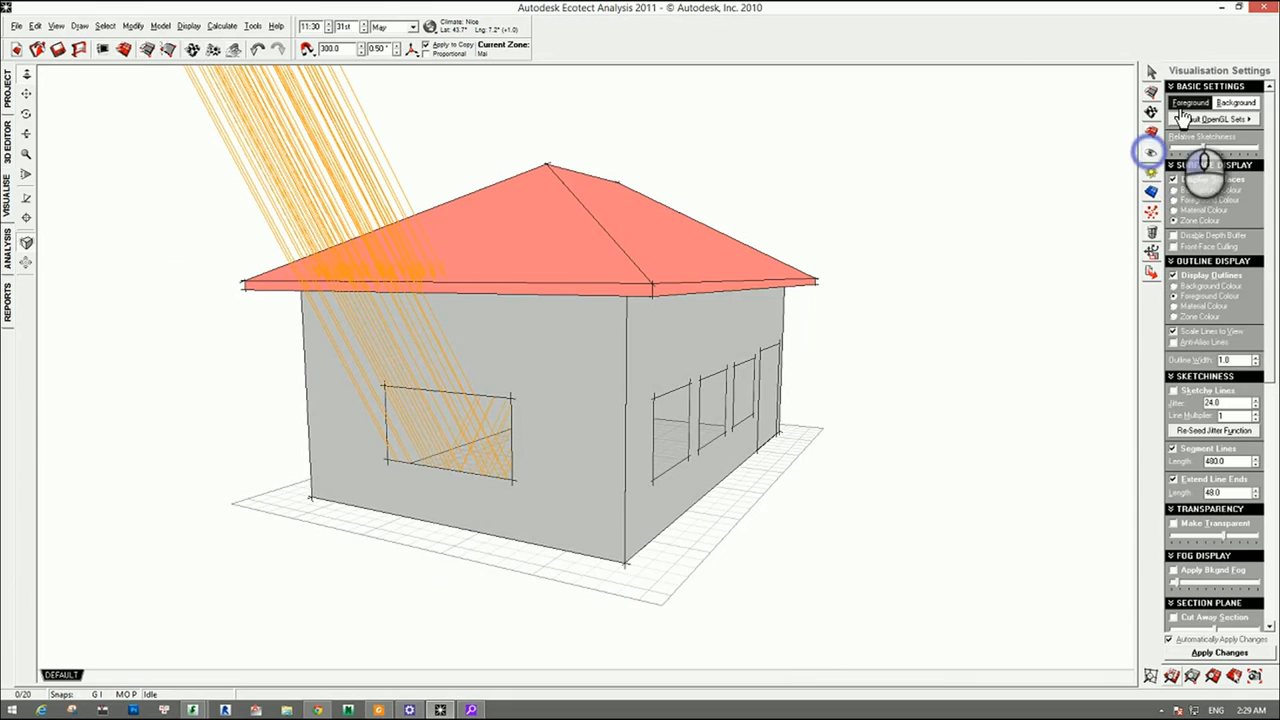 Autodesk Ecotect Analysis 2011 - © Autodesk, Inc. 2010
File Edit View Draw Select Modify Model Display Calculate Tools Help
11:30 31st May
Climate: Nice
Lat: 43.7° Lng: 7.2° (+1.0)
300.0 0.50°
Apply to Copy
Proportional
Current Zone:
Mai
PROJECT
3D EDITOR
VISUALISE
ANALYSIS
REPORTS
Visualisation Settings
BASIC SETTINGS
Foreground Background
OpenGL Sets
Relative Sketchiness
SURFACE DISPLAY
Display Surfaces
Colour
Colour
Material Colour
Zone Colour
Disable Depth Buffer
Front-Face Culling
OUTLINE DISPLAY
Display Outlines
Background Colour
Foreground Colour
Material Colour
Zone Colour
Scale Lines to View
Anti-Alias Lines
Outline Width: 1.0
SKETCHINESS
Sketchy Lines
Jitter: 24.0
Line Multiplier: 1
Re-Seed Jitter Function
Segment Lines
Length: 480.0
Extend Line Ends
Length: 48.0
TRANSPARENCY
Make Transparent
FOG DISPLAY
Apply Bkgnd Fog
SECTION PLANE
Cut Away Section
Automatically Apply Changes
Apply Changes
DEFAULT
0/20 Snaps: G I M O P Idle
ENG 2:29 AM